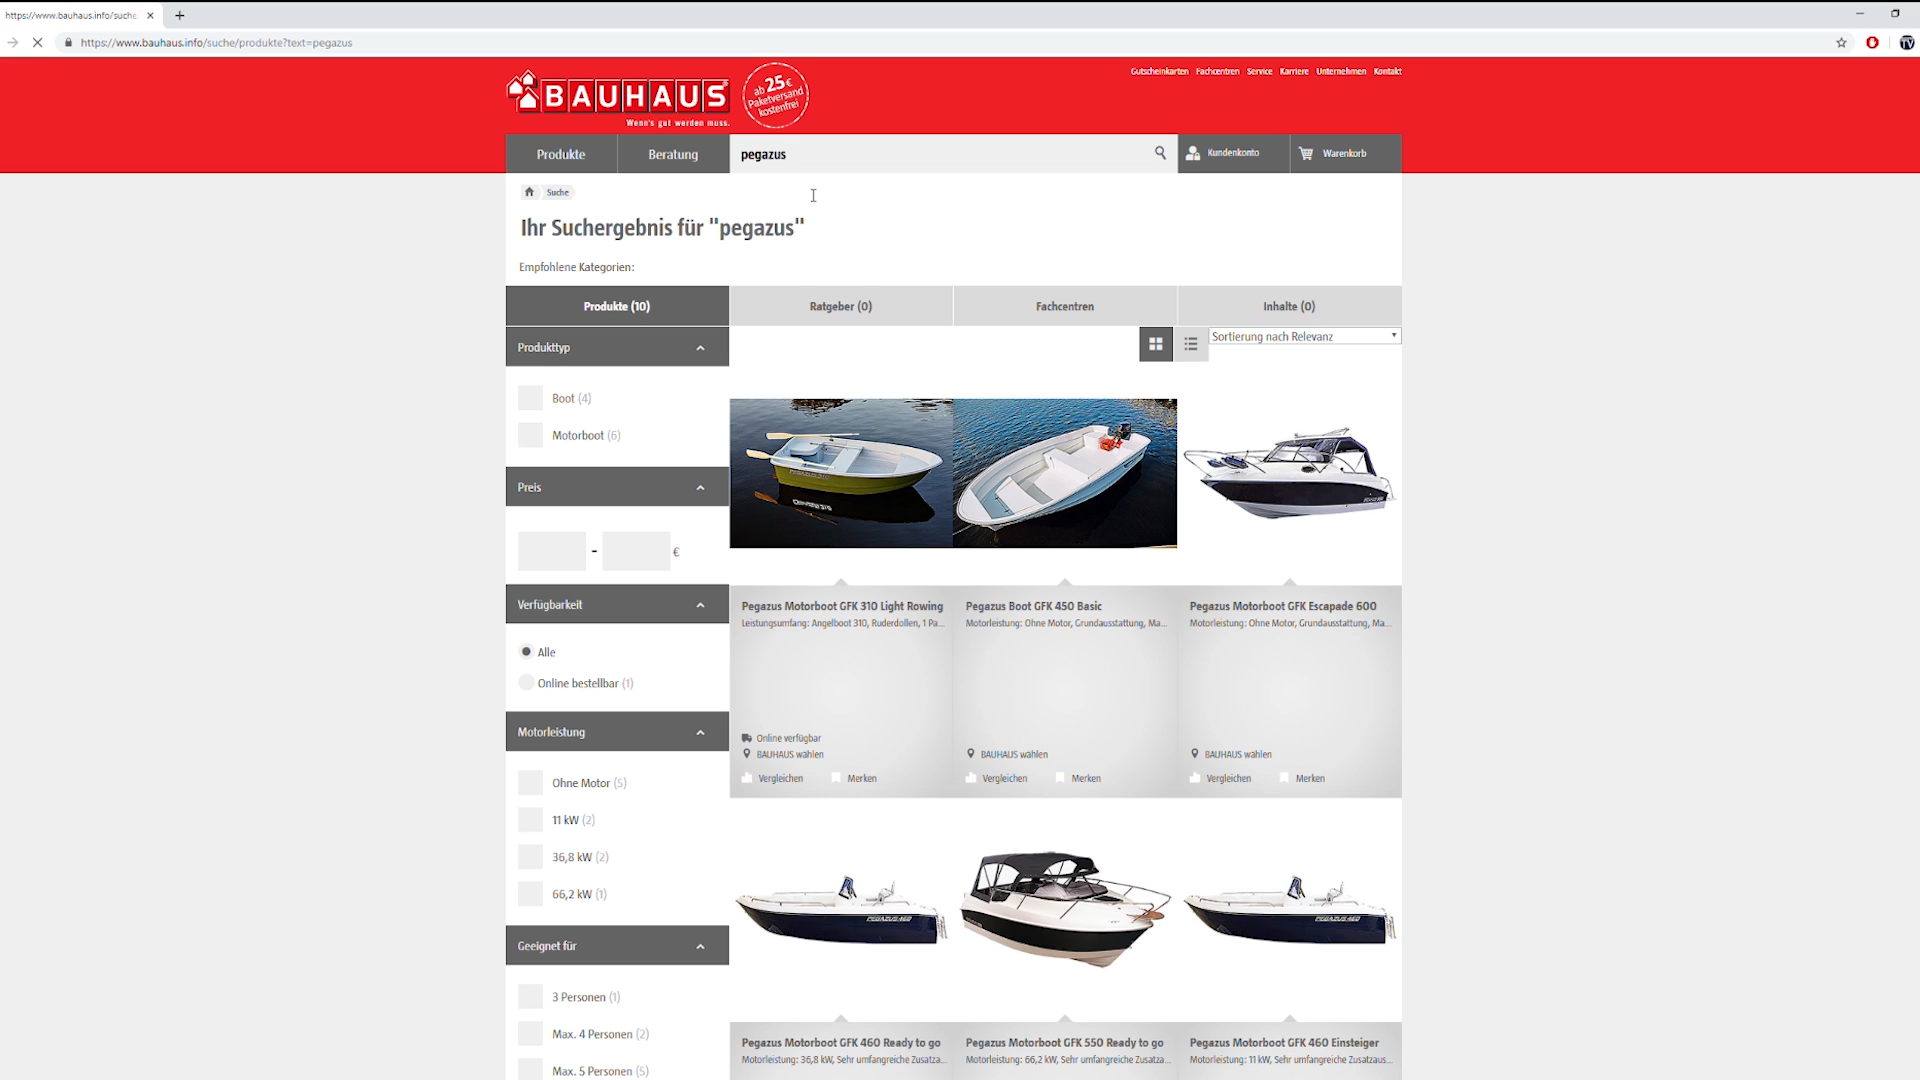 https://www.bauhaus.info/suche
https://www.bauhaus.info/suche/produkte?text=pegazus
Gutscheinkarten Fachcentren Service Karriere Unternehmen Kontakt
BAUHAUS
Wenn's gut werden muss.
ab 25€
Paketversand
kostenfrei
Produkte
Beratung
pegazus
Kundenkonto
Warenkorb
Suche
Ihr Suchergebnis für "pegazus"
Empfohlene Kategorien:
Produkte (10)
Ratgeber (0)
Fachcentren
Inhalte (0)
Sortierung nach Relevanz
Produkttyp
Boot (4)
Motorboot (6)
Preis
- €
Verfügbarkeit
Alle
Online bestellbar (1)
Motorleistung
Ohne Motor (5)
11 kW (2)
36,8 kW (2)
66,2 kW (1)
Geeignet für
3 Personen (1)
Max. 4 Personen (2)
Max. 5 Personen (5)
Pegazus Motorboot GFK 310 Light Rowing
Leistungsumfang: Angelboot 310, Ruderdollen, 1 Pa...
Online verfügbar
BAUHAUS wählen
Vergleichen Merken
Pegazus Boot GFK 450 Basic
Motorleistung: Ohne Motor, Grundausstattung, Ma...
BAUHAUS wählen
Vergleichen Merken
Pegazus Motorboot GFK Escapade 600
Motorleistung: Ohne Motor, Grundausstattung, Ma...
BAUHAUS wählen
Vergleichen Merken
PEGAZUS 460
PEGAZUS 460
Pegazus Motorboot GFK 460 Ready to go
Motorleistung: 36,8 kW, Sehr umfangreiche Zusatza...
Pegazus Motorboot GFK 550 Ready to go
Motorleistung: 66,2 kW, Sehr umfangreiche Zusatza...
Pegazus Motorboot GFK 460 Einsteiger
Motorleistung: 11 kW, Sehr umfangreiche Zusatzaus...